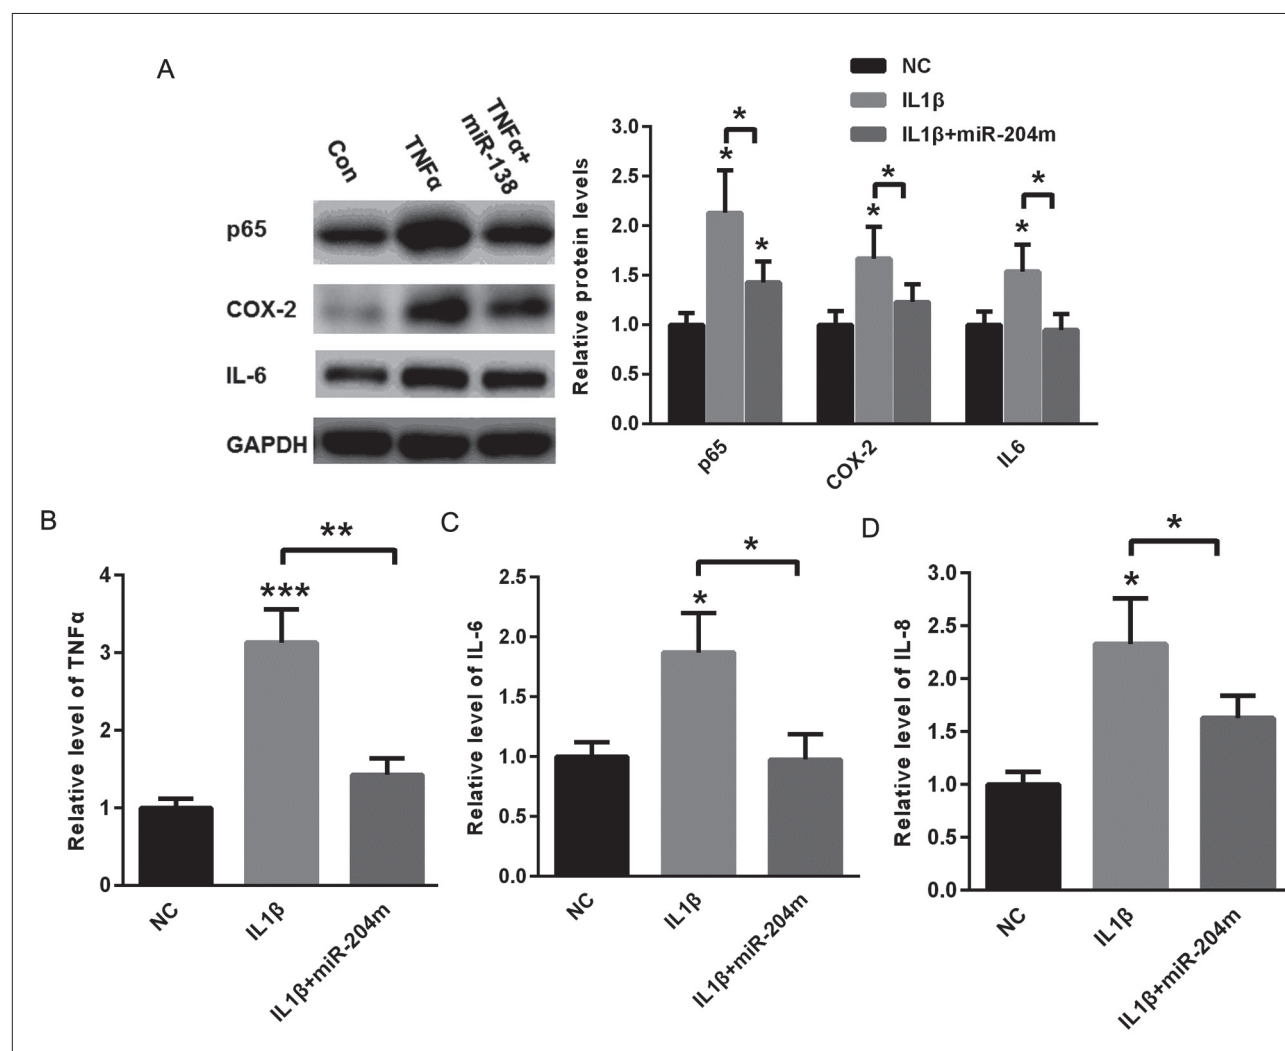 A
NC
IL1β
IL1β+miR-204m
Con
TNFα
TNFα+
miR-138
p65
COX-2
IL-6
GAPDH
Relative protein levels
3.0
2.5
2.0
1.5
1.0
0.5
0.0
*
*
*
*
*
*
*
p65
COX-2
IL6
B
Relative level of TNFα
4
3
2
1
0
**
***
NC
IL1β
IL1β+miR-204m
C
Relative level of IL-6
2.5
2.0
1.5
1.0
0.5
0.0
*
*
NC
IL1β
IL1β+miR-204m
D
Relative level of IL-8
3.0
2.5
2.0
1.5
1.0
0.5
0.0
*
*
NC
IL1β
IL1β+miR-204m